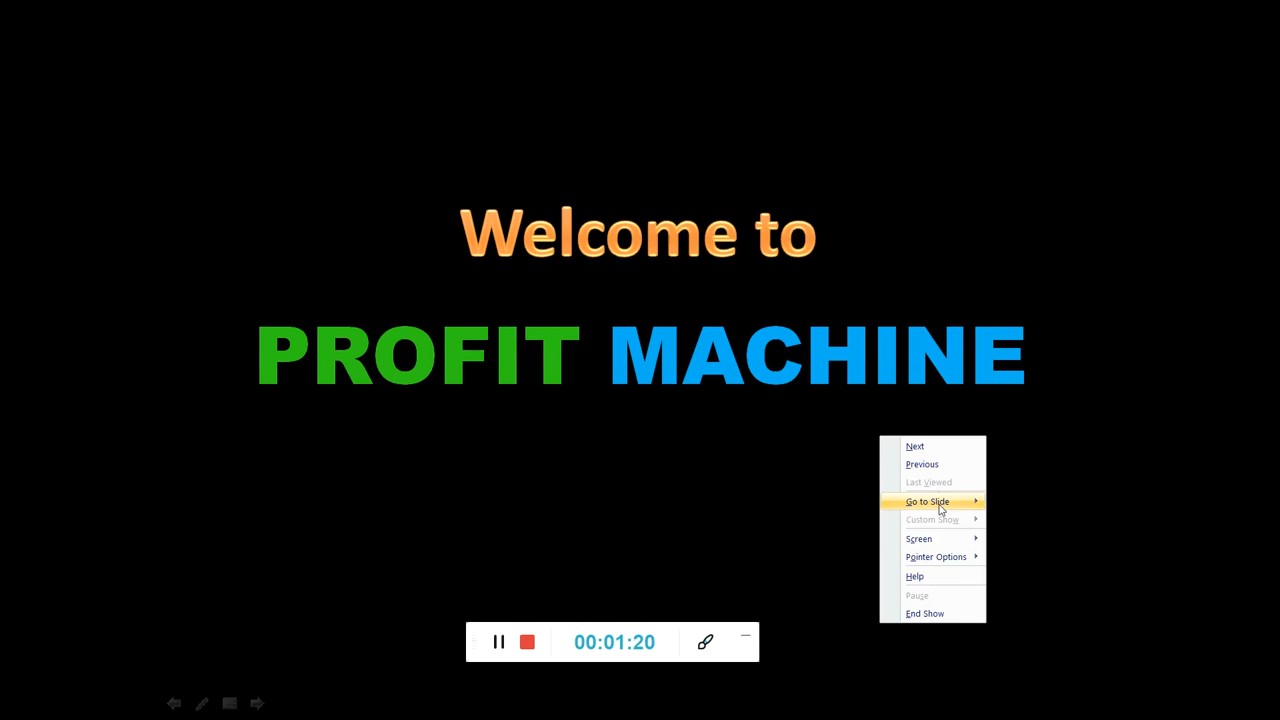 Welcome to
PROFIT MACHINE
Next
Previous
Last Viewed
Go to Slide
Custom Show
Screen
Pointer Options
Help
Pause
End Show
00:01:20